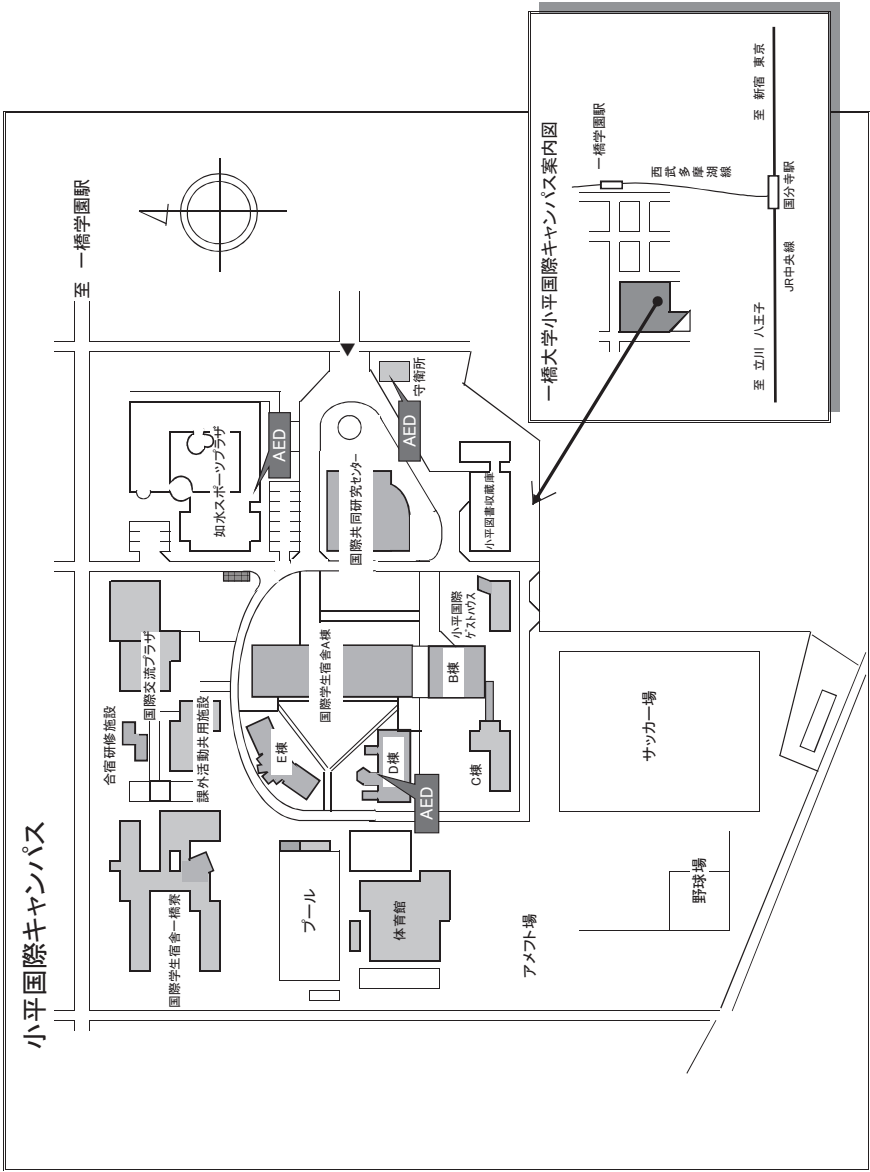 小平国際キャンパス
至 一橋学園駅
国際学生宿舎一橋寮
合宿研修施設
国際交流プラザ
課外活動共用施設
如水スポーツプラザ
AED
プール
E棟
国際学生宿舎A棟
国際共同研究センター
守衛所
AED
体育館
D棟
AED
B棟
C棟
小平国際
ゲストハウス
小平図書収蔵庫
アメフト場
サッカー場
野球場
一橋大学小平国際キャンパス案内図
一橋学園駅
西武多摩湖線
国分寺駅
JR中央線
至 立川 八王子
至 新宿 東京